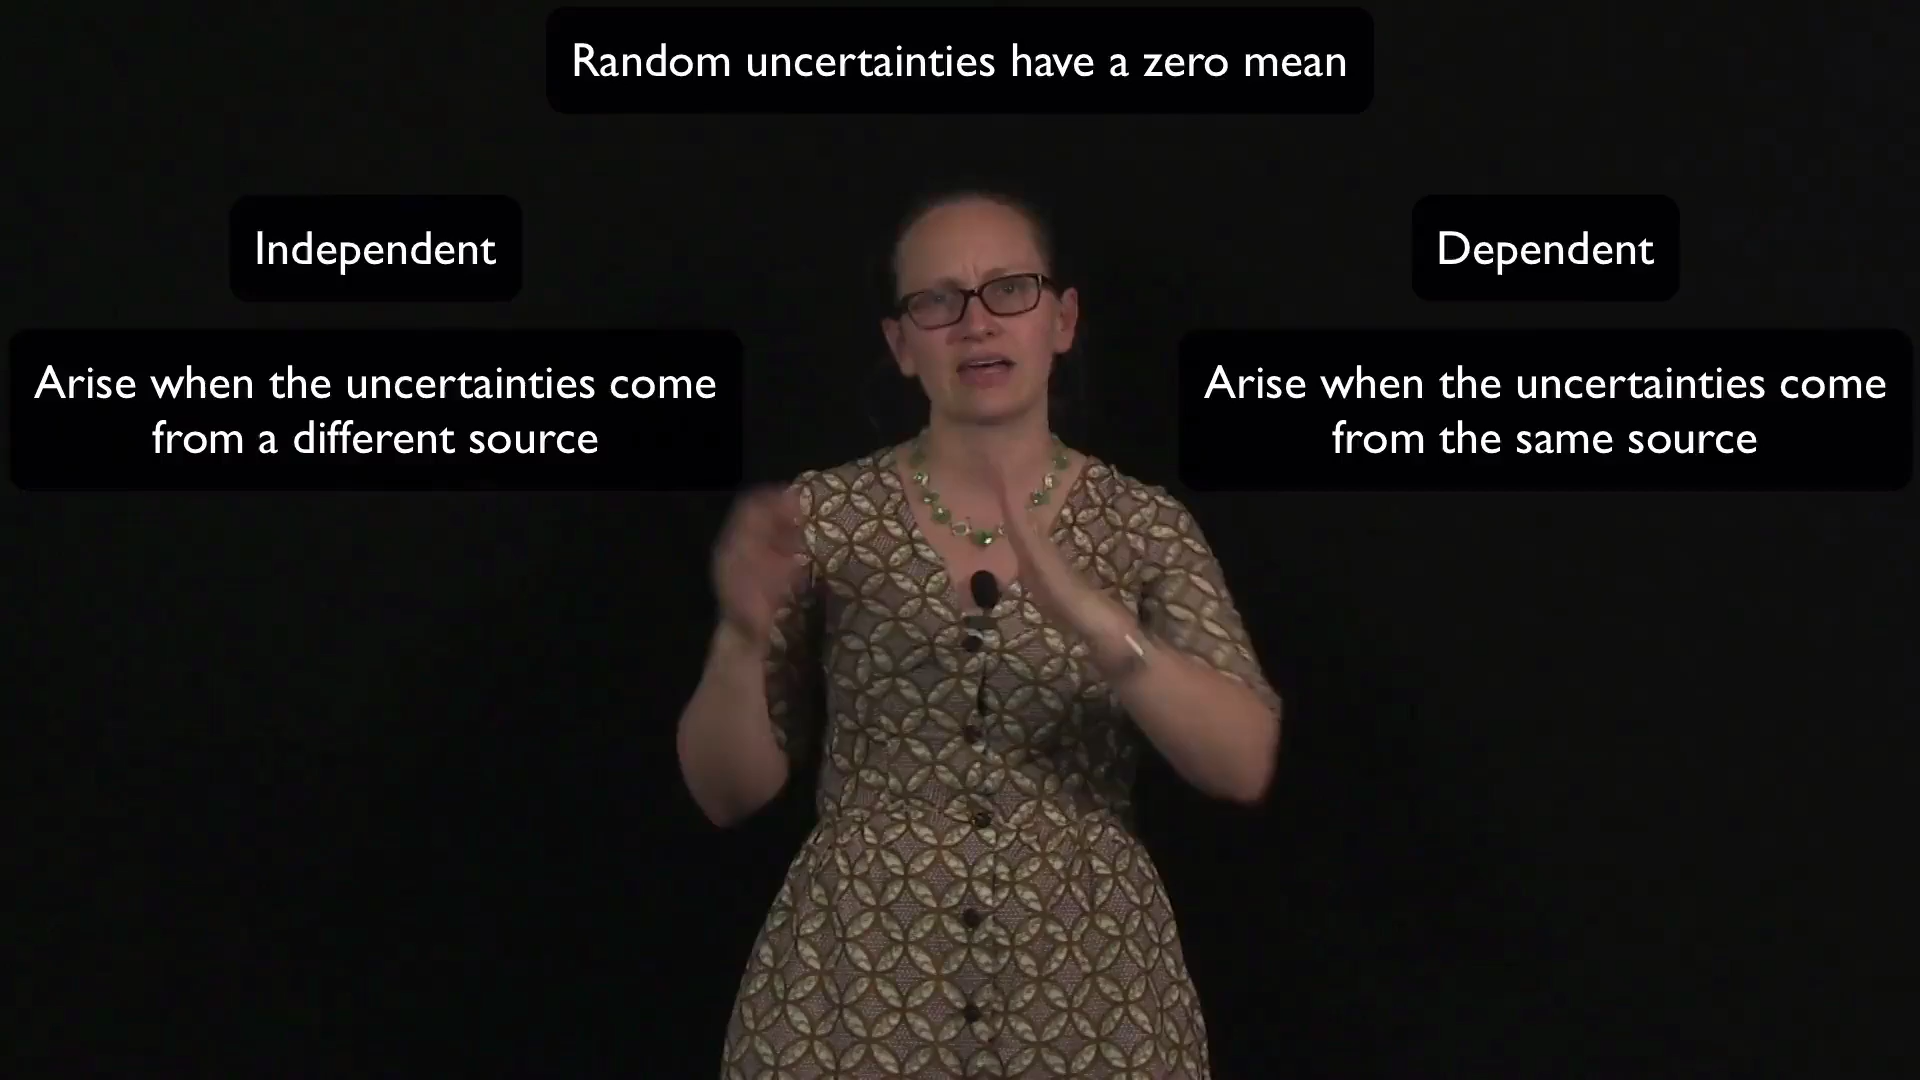 Random uncertainties have a zero mean
Independent
Arise when the uncertainties come
from a different source
Dependent
Arise when the uncertainties come
from the same source